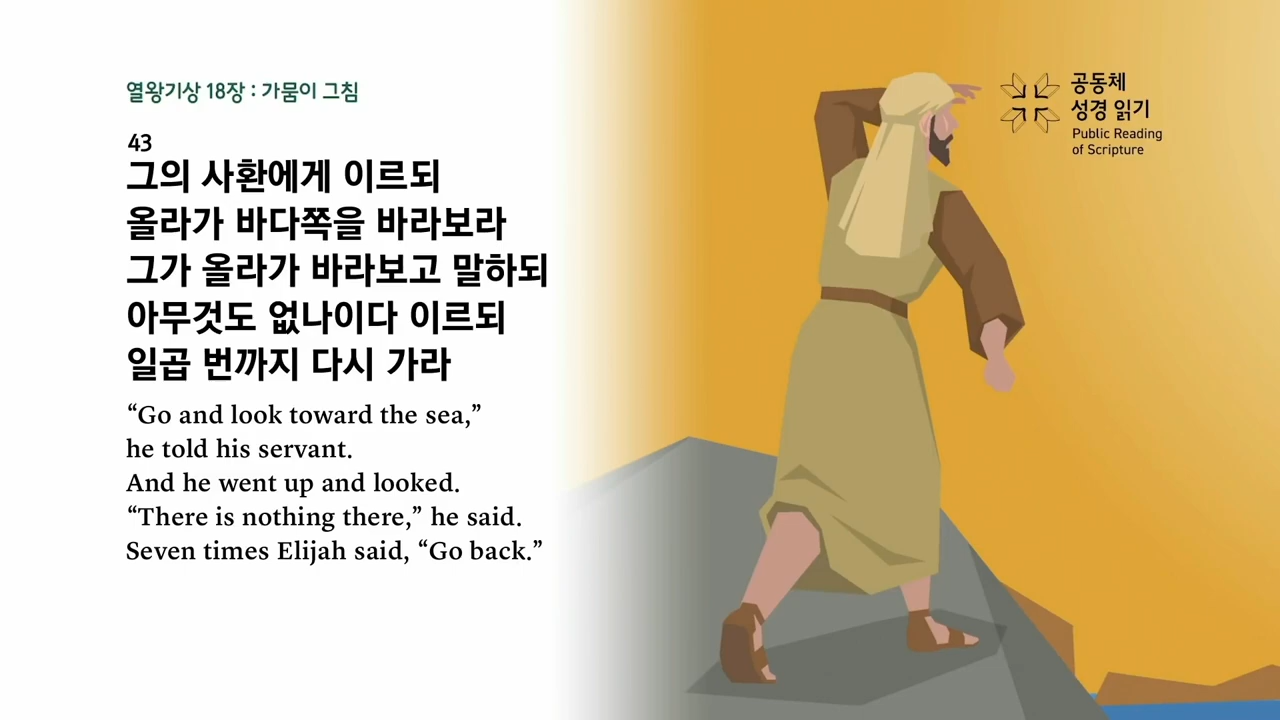 열왕기상 18장 : 가뭄이 그침
43
그의 사환에게 이르되
올라가 바다쪽을 바라보라
그가 올라가 바라보고 말하되
아무것도 없나이다 이르되
일곱 번까지 다시 가라
“Go and look toward the sea,”
he told his servant.
And he went up and looked.
“There is nothing there,” he said.
Seven times Elijah said, “Go back.”
공동체
성경 읽기
Public Reading
of Scripture